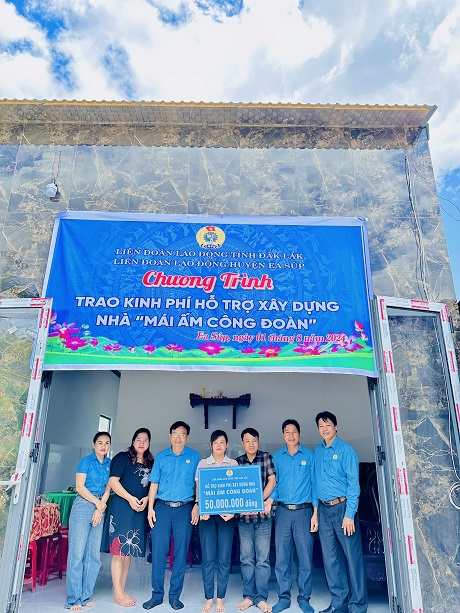 LIÊN ĐOÀN LAO ĐỘNG TỈNH ĐẮK LẮK
LIÊN ĐOÀN LAO ĐỘNG HUYỆN EA SÚP
Chương Trình
TRAO KINH PHÍ HỖ TRỢ XÂY DỰNG
NHÀ "MÁI ẤM CÔNG ĐOÀN"
Ea Súp, ngày 01 tháng 8 năm 2024
HỖ TRỢ KINH PHÍ XÂY DỰNG NHÀ
"MÁI ẤM CÔNG ĐOÀN"
50.000.000 đồng